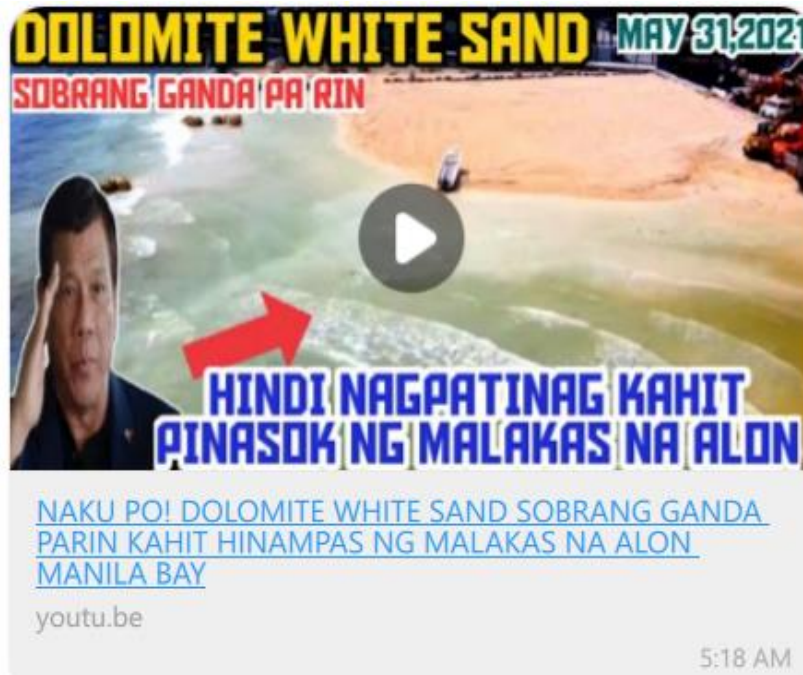 DOLOMITE WHITE SAND
MAY 31,2021
SOBRANG GANDA PA RIN
HINDI NAGPATINAG KAHIT
PINASOK NG MALAKAS NA ALON
NAKU PO! DOLOMITE WHITE SAND SOBRANG GANDA
PARIN KAHIT HINAMPAS NG MALAKAS NA ALON
MANILA BAY
youtu.be
5:18 AM